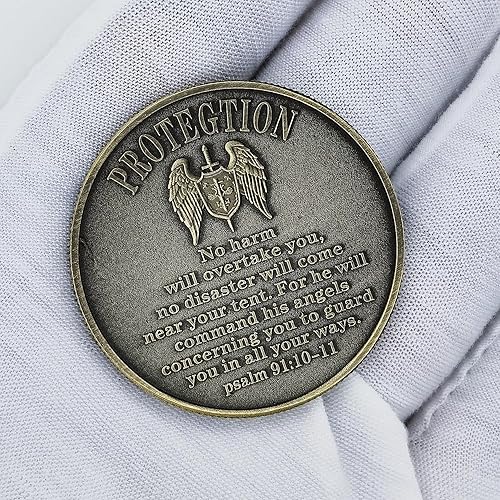 PROTEGTION
No harm
will overtake you,
no disaster will come
near your tent. For he will
command his angels
concerning you to guard
you in all your ways.
psalm 91:10-11